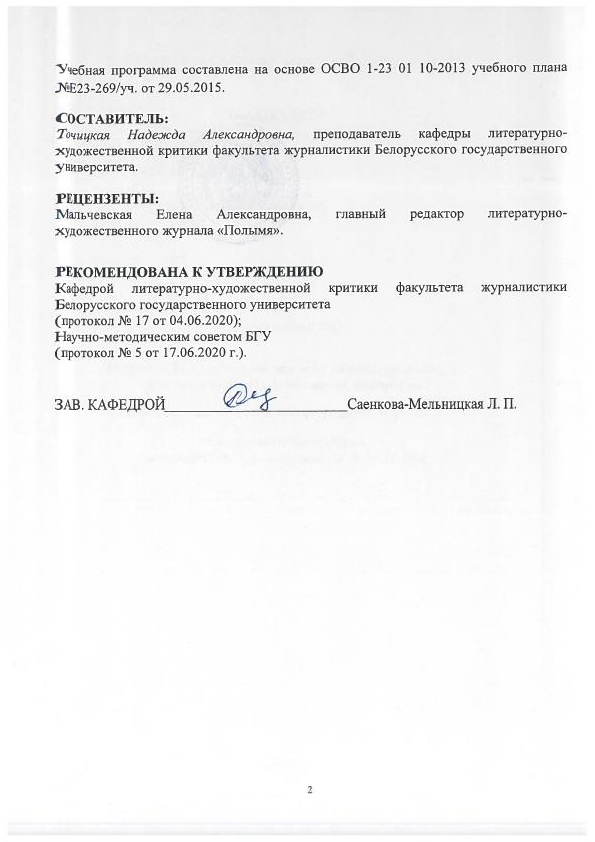 Учебная программа составлена на основе ОСВО 1-23 01 10-2013 учебного плана
№Е23-269/уч. от 29.05.2015.
СОСТАВИТЕЛЬ:
Точицкая Надежда Александровна, преподаватель кафедры литературно-
художественной критики факультета журналистики Белорусского государственного
университета.
РЕЦЕНЗЕНТЫ:
Мальчевская Елена Александровна, главный редактор литературно-
художественного журнала «Полымя».
РЕКОМЕНДОВАНА К УТВЕРЖДЕНИЮ
Кафедрой литературно-художественной критики факультета журналистики
Белорусского государственного университета
(протокол № 17 от 04.06.2020);
Научно-методическим советом БГУ
(протокол № 5 от 17.06.2020 г.).
ЗАВ. КАФЕДРОЙ Саенкова-Мельницкая Л. П.
2